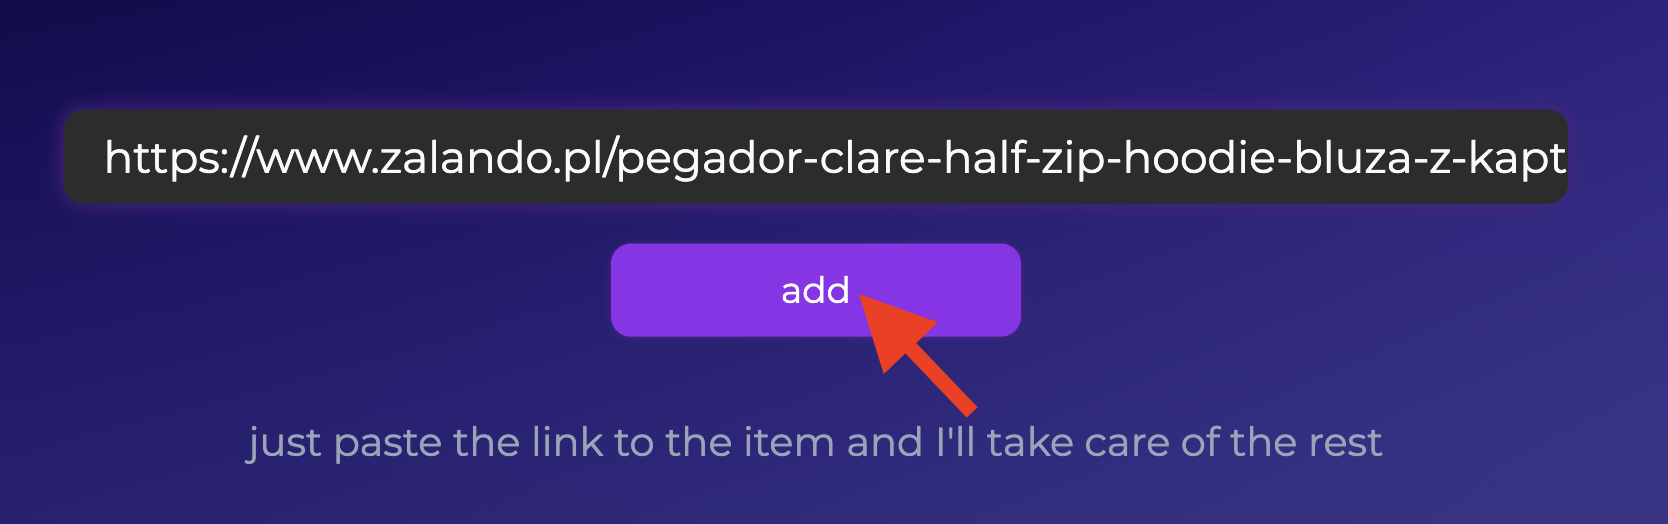 https://www.zalando.pl/pegador-clare-half-zip-hoodie-bluza-z-kapt
add
just paste the link to the item and I'll take care of the rest